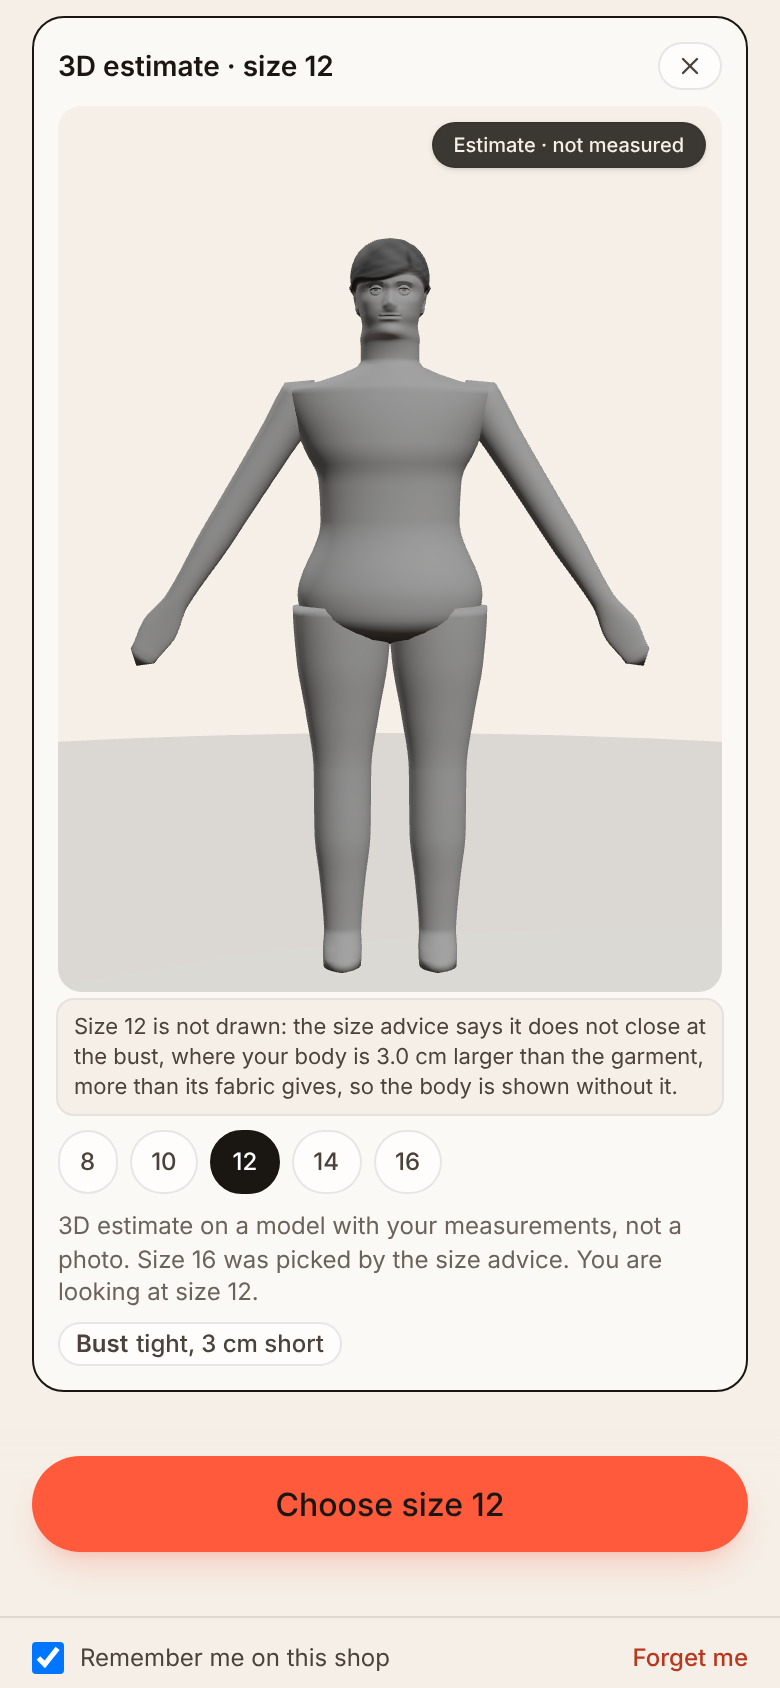 3D estimate · size 12
Estimate · not measured
Size 12 is not drawn: the size advice says it does not close at
the bust, where your body is 3.0 cm larger than the garment,
more than its fabric gives, so the body is shown without it.
8 10 12 14 16
3D estimate on a model with your measurements, not a
photo. Size 16 was picked by the size advice. You are
looking at size 12.
Bust tight, 3 cm short
Choose size 12
Remember me on this shop Forget me